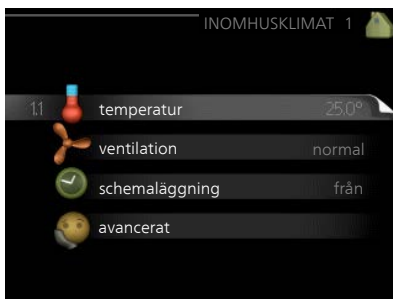 INOMHUSKLIMAT 1
1.1 temperatur 25.0°
ventilation normal
schemaläggning från
avancerat